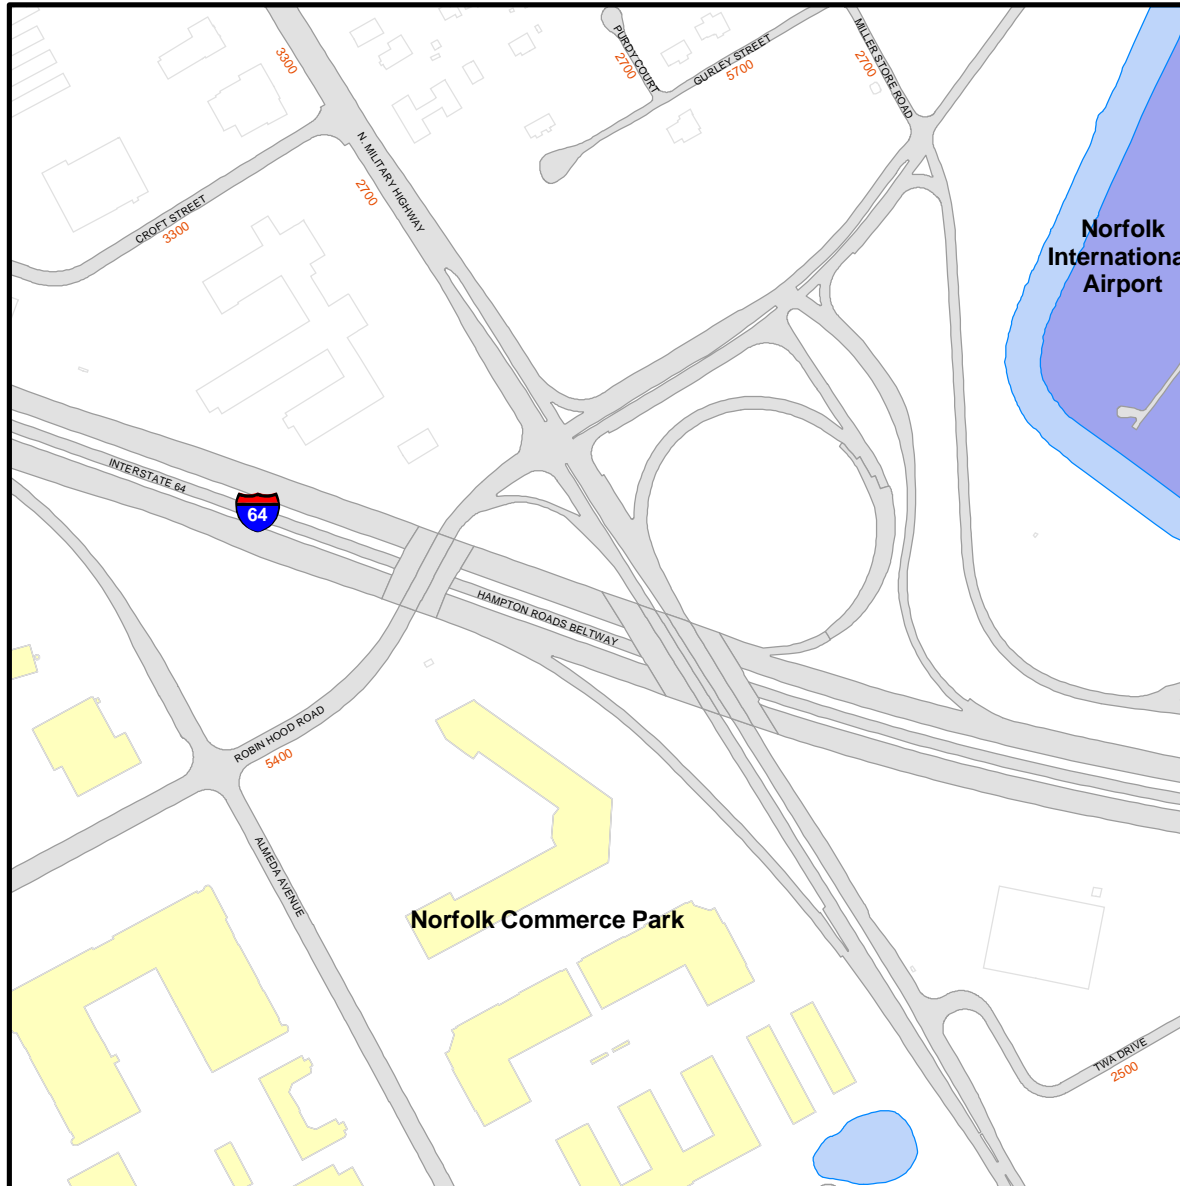 3300
PURDY COURT
2700
GURLEY STREET
5700
MILLER STORE ROAD
2700
N. MILITARY HIGHWAY
2700
CROFT STREET
3300
Norfolk
Internationa
Airport
INTERSTATE 64
64
HAMPTON ROADS BELTWAY
ROBIN HOOD ROAD
5400
ALMEDA AVENUE
Norfolk Commerce Park
TWA DRIVE
2500